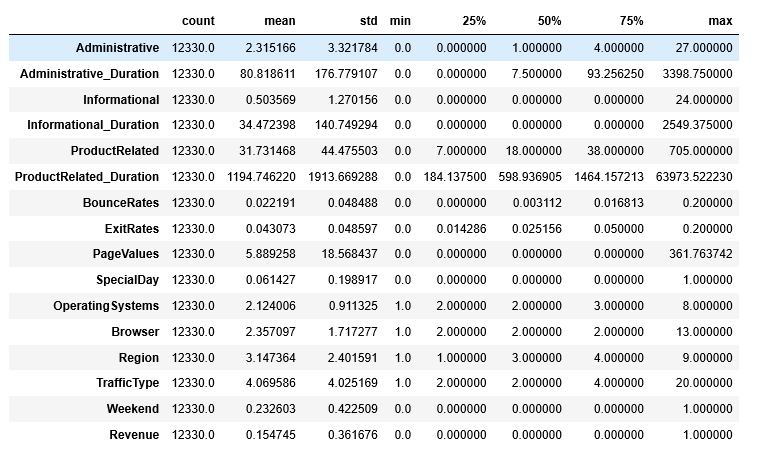 count mean std min 25% 50% 75% max
Administrative 12330.0 2.315166 3.321784 0.0 0.000000 1.000000 4.000000 27.000000
Administrative_Duration 12330.0 80.818611 176.779107 0.0 0.000000 7.500000 93.256250 3398.750000
Informational 12330.0 0.503569 1.270156 0.0 0.000000 0.000000 0.000000 24.000000
Informational_Duration 12330.0 34.472398 140.749294 0.0 0.000000 0.000000 0.000000 2549.375000
ProductRelated 12330.0 31.731468 44.475503 0.0 7.000000 18.000000 38.000000 705.000000
ProductRelated_Duration 12330.0 1194.746220 1913.669288 0.0 184.137500 598.936905 1464.157213 63973.522230
BounceRates 12330.0 0.022191 0.048488 0.0 0.000000 0.003112 0.016813 0.200000
ExitRates 12330.0 0.043073 0.048597 0.0 0.014286 0.025156 0.050000 0.200000
PageValues 12330.0 5.889258 18.568437 0.0 0.000000 0.000000 0.000000 361.763742
SpecialDay 12330.0 0.061427 0.198917 0.0 0.000000 0.000000 0.000000 1.000000
OperatingSystems 12330.0 2.124006 0.911325 1.0 2.000000 2.000000 3.000000 8.000000
Browser 12330.0 2.357097 1.717277 1.0 2.000000 2.000000 2.000000 13.000000
Region 12330.0 3.147364 2.401591 1.0 1.000000 3.000000 4.000000 9.000000
TrafficType 12330.0 4.069586 4.025169 1.0 2.000000 2.000000 4.000000 20.000000
Weekend 12330.0 0.232603 0.422509 0.0 0.000000 0.000000 0.000000 1.000000
Revenue 12330.0 0.154745 0.361676 0.0 0.000000 0.000000 0.000000 1.000000